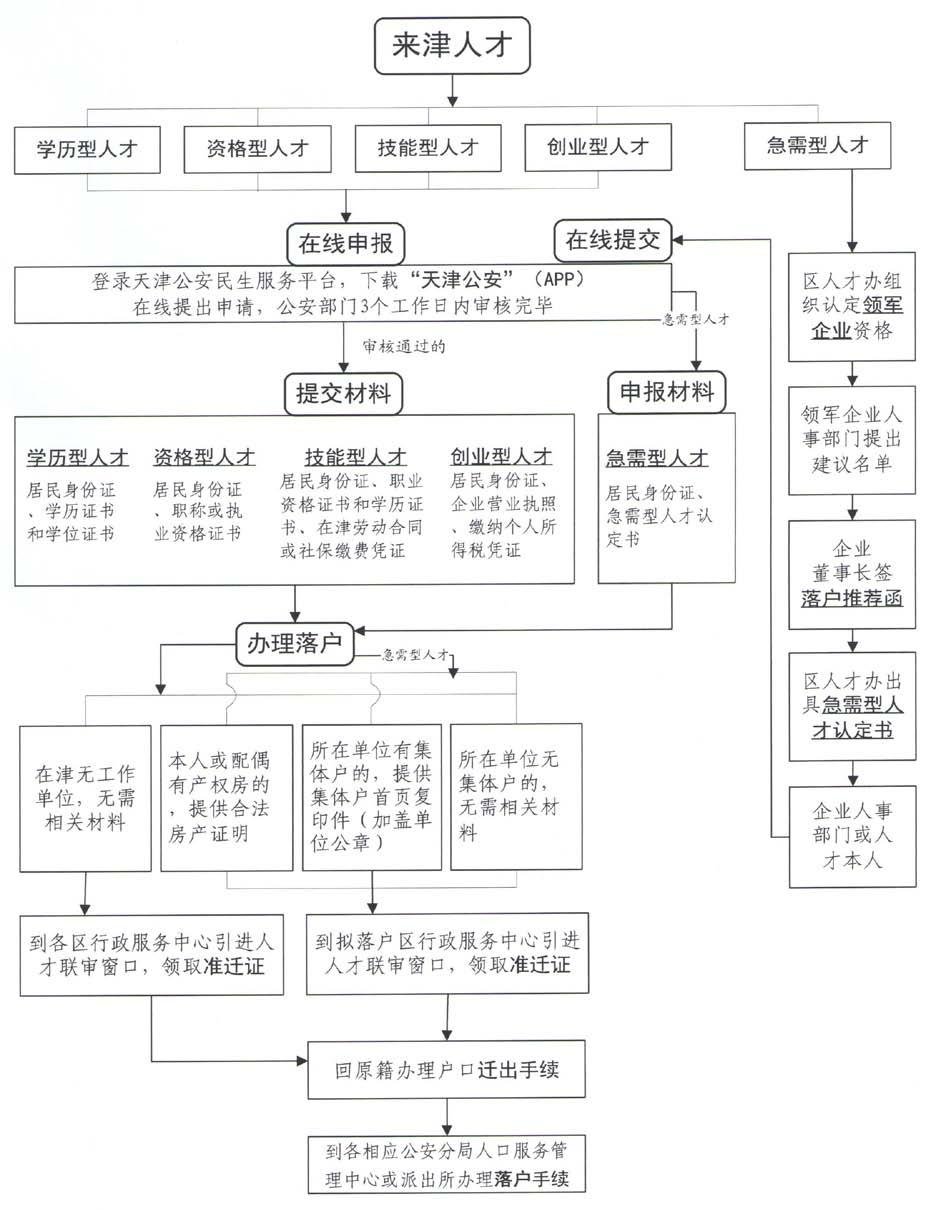 来津人才
学历型人才
资格型人才
技能型人才
创业型人才
急需型人才
在线申报
在线提交
登录天津公安民生服务平台，下载“天津公安”（APP）
在线提出申请，公安部门3个工作日内审核完毕
急需型人才
审核通过的
提交材料
申报材料
学历型人才
居民身份证
、学历证书
和学位证书
资格型人才
居民身份证
、职称或执
业资格证书
技能型人才
居民身份证、职业
资格证书和学历证
书、在津劳动合同
或社保缴费凭证
创业型人才
居民身份证、
企业营业执照
、缴纳个人所
得税凭证
急需型人才
居民身份证、
急需型人才认
定书
区人才办组
织认定领军
企业资格
领军企业人
事部门提出
建议名单
企业
董事长签
落户推荐函
区人才办出
具急需型人
才认定书
企业人事
部门或人
才本人
办理落户
急需型人才
在津无工作
单位，无需
相关材料
本人或配偶
有产权房的
，提供合法
房产证明
所在单位有集
体户的，提供
集体户首页复
印件（加盖单
位公章）
所在单位无
集体户的，
无需相关材
料
到各区行政服务中心引进人
才联审窗口，领取准迁证
到拟落户区行政服务中心引进
人才联审窗口，领取准迁证
回原籍办理户口迁出手续
到各相应公安分局人口服务管
理中心或派出所办理落户手续